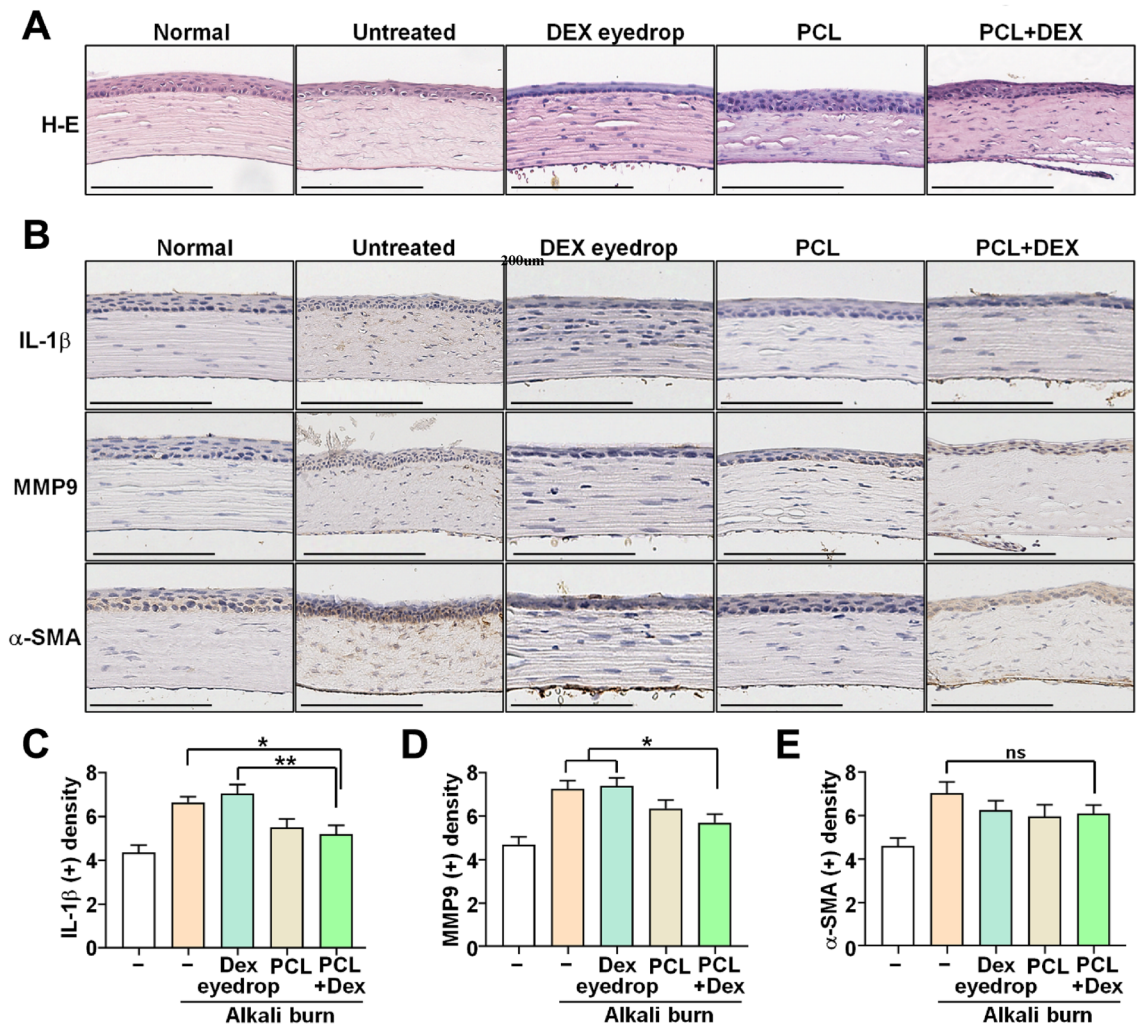 A
Normal Untreated DEX eyedrop PCL PCL+DEX
H-E
B
Normal Untreated DEX eyedrop PCL PCL+DEX
200um
IL-1β
MMP9
α-SMA
C
*
**
IL-1β (+) density
8
6
4
2
0
– – Dex PCL PCL
eyedrop +Dex
Alkali burn
D
*
MMP9 (+) density
8
6
4
2
0
– – Dex PCL PCL
eyedrop +Dex
Alkali burn
E
ns
α-SMA (+) density
8
6
4
2
0
– – Dex PCL PCL
eyedrop +Dex
Alkali burn